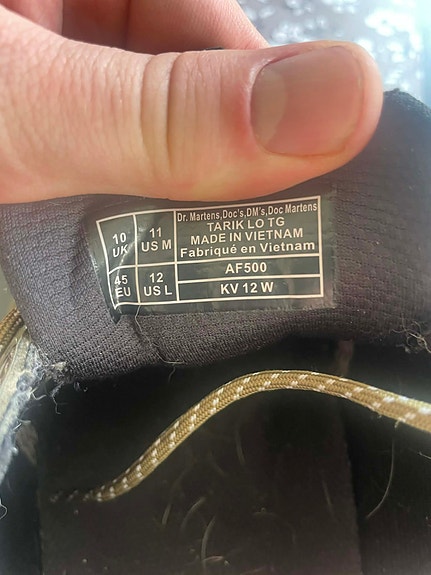 10
UK
11
US M
45
EU
12
US L
Dr. Martens,Doc's,DM's,Doc Martens
TARIK LO TG
MADE IN VIETNAM
Fabriqué en Vietnam
AF500
KV 12 W